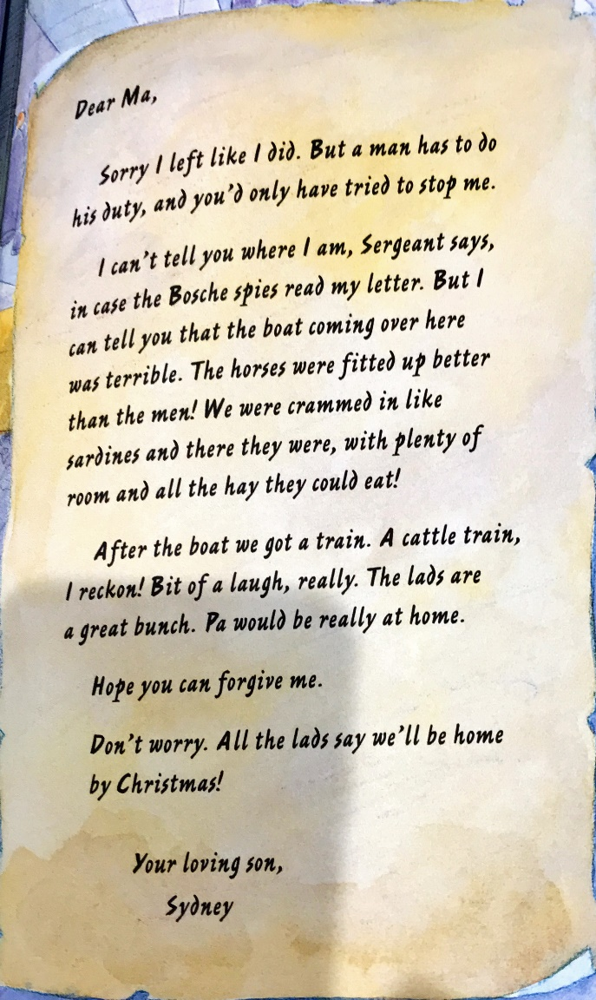 Dear Ma,
Sorry I left like I did. But a man has to do
his duty, and you'd only have tried to stop me.
I can't tell you where I am, Sergeant says,
in case the Bosche spies read my letter. But I
can tell you that the boat coming over here
was terrible. The horses were fitted up better
than the men! We were crammed in like
sardines and there they were, with plenty of
room and all the hay they could eat!
After the boat we got a train. A cattle train,
I reckon! Bit of a laugh, really. The lads are
a great bunch. Pa would be really at home.
Hope you can forgive me.
Don't worry. All the lads say we'll be home
by Christmas!
Your loving son,
Sydney